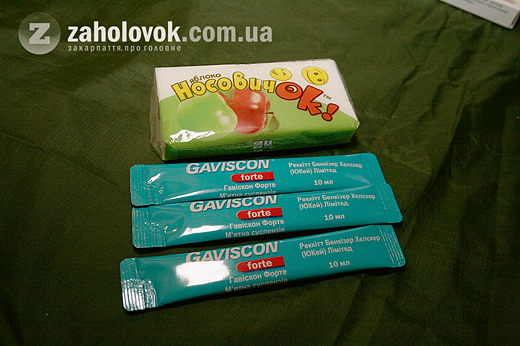 zaholovok.com.ua
закарпаття.про головне
яблоко
НосовичОк!
™
GAVISCON
forte
Гавіскон Форте
М'ятна суспензія
Реккітт Бенкізер Хелскер
(ЮКей) Лімітед
10 мл
GAVISCON
forte
Гавіскон Форте
М'ятна суспензія
Реккітт Бенкізер Хелскер
(ЮКей) Лімітед
10 мл
GAVISCON
forte
Гавіскон Форте
М'ятна суспензія
Реккітт Бенкізер Хелскер
(ЮКей) Лімітед
10 мл